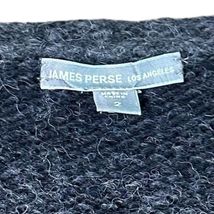 JAMES PERSE LOS ANGELES
MADE IN
CHINA
2